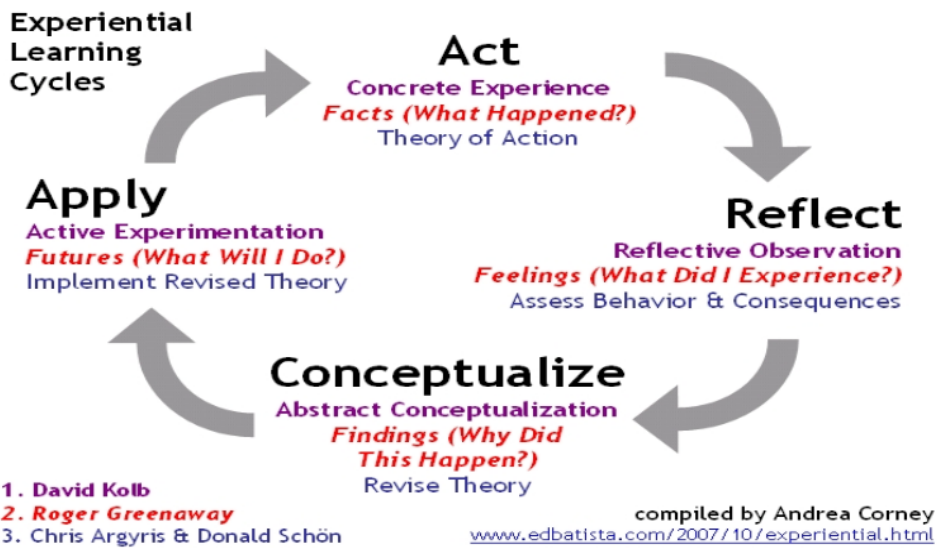 Experiential
Learning
Cycles
Act
Concrete Experience
Facts (What Happened?)
Theory of Action
Reflect
Reflective Observation
Feelings (What Did I Experience?)
Assess Behavior & Consequences
Conceptualize
Abstract Conceptualization
Findings (Why Did
This Happen?)
Revise Theory
Apply
Active Experimentation
Futures (What Will I Do?)
Implement Revised Theory
1. David Kolb
2. Roger Greenaway
3. Chris Argyris & Donald Schön
compiled by Andrea Corney
www.edbatista.com/2007/10/experiential.html